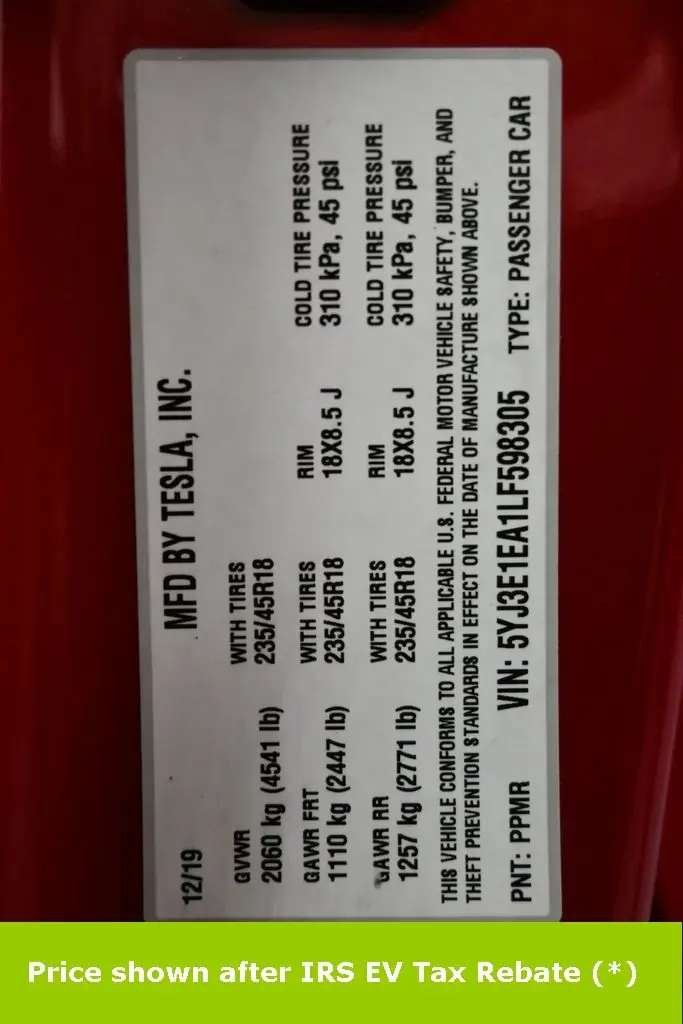 MFD BY TESLA, INC.
12/19
GVWR WITH TIRES
2060 kg (4541 lb) 235/45R18
GAWR FRT WITH TIRES RIM COLD TIRE PRESSURE
1110 kg (2447 lb) 235/45R18 18X8.5 J 310 kPa, 45 psi
GAWR RR WITH TIRES RIM COLD TIRE PRESSURE
1257 kg (2771 lb) 235/45R18 18X8.5 J 310 kPa, 45 psi
THIS VEHICLE CONFORMS TO ALL APPLICABLE U.S. FEDERAL MOTOR VEHICLE SAFETY, BUMPER, AND
THEFT PREVENTION STANDARDS IN EFFECT ON THE DATE OF MANUFACTURE SHOWN ABOVE.
PNT: PPMR VIN: 5YJ3E1EA1LF598305 TYPE: PASSENGER CAR
Price shown after IRS EV Tax Rebate (*)